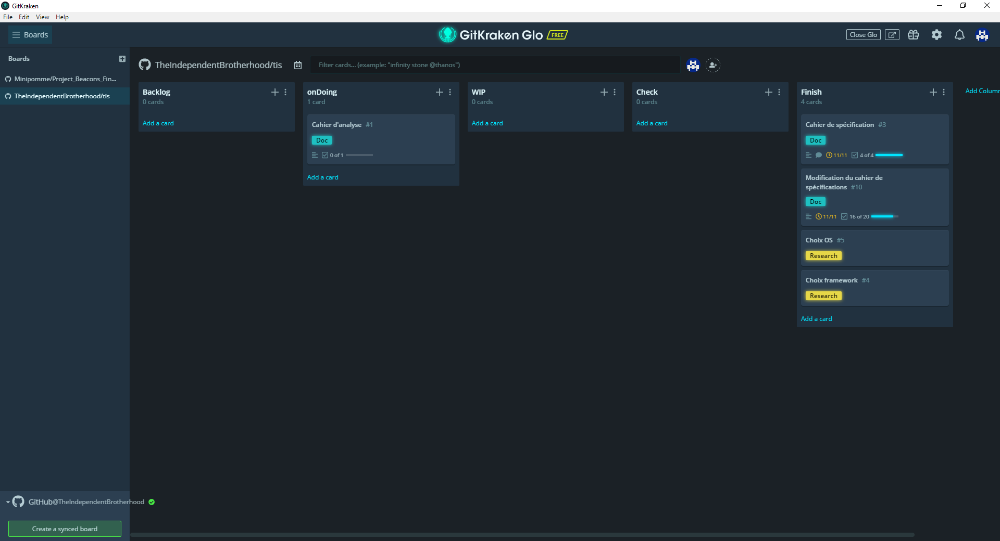 GitKraken
File Edit View Help
Boards
GitKraken Glo FREE
Close Glo
Boards
Minipomme/Project_Beacons_Fin...
TheIndependentBrotherhood/tis
TheIndependentBrotherhood/tis
Filter cards... (example: "infinity stone @thanos")
Backlog
0 cards
Add a card
onDoing
1 card
Cahier d'analyse #1
Doc
0 of 1
Add a card
WIP
0 cards
Add a card
Check
0 cards
Add a card
Finish
4 cards
Cahier de spécification #3
Doc
11/11 4 of 4
Modification du cahier de
spécifications #10
Doc
11/11 16 of 20
Choix OS #5
Research
Choix framework #4
Research
Add a card
Add Colum
GitHub@TheIndependentBrotherhood
Create a synced board